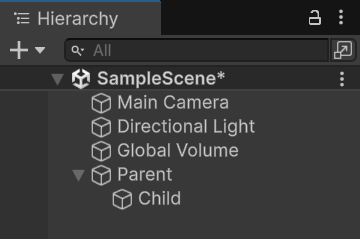 Hierarchy
All
SampleScene*
Main Camera
Directional Light
Global Volume
Parent
Child